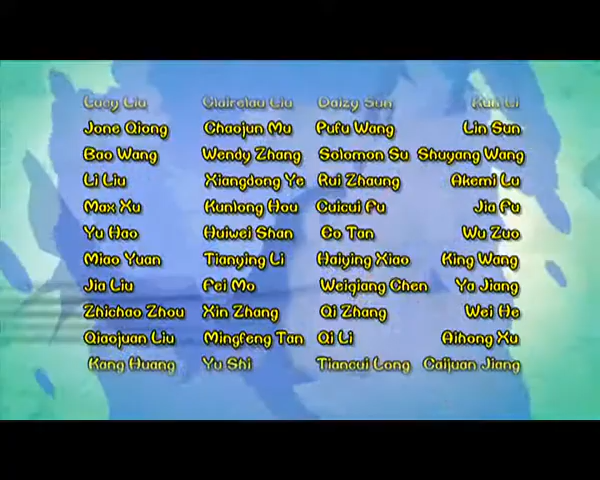 Lucy Liu Clairelau Liu Daizy Sun Kun Li
Jone Qiong Chaojun Mu Pufu Wang Lin Sun
Bao Wang Wendy Zhang Solomon Su Shuyang Wang
Li Liu Xiangdong Ye Rui Zhaung Akemi Lu
Max Xu Kunlong Hou Cuicui Fu Jia Fu
Yu Hao Huiwei Shan Bo Tan Wu Zuo
Miao Yuan Tianying Li Haiying Xiao King Wang
Jia Liu Fei Mo Weiqiang Chen Ya Jiang
Zhichao Zhou Xin Zhang Qi Zhang Wei He
Qiaojuan Liu Mingfeng Tan Qi Li Aihong Xu
Kang Huang Yu Shi Tiancui Long Caijuan Jiang